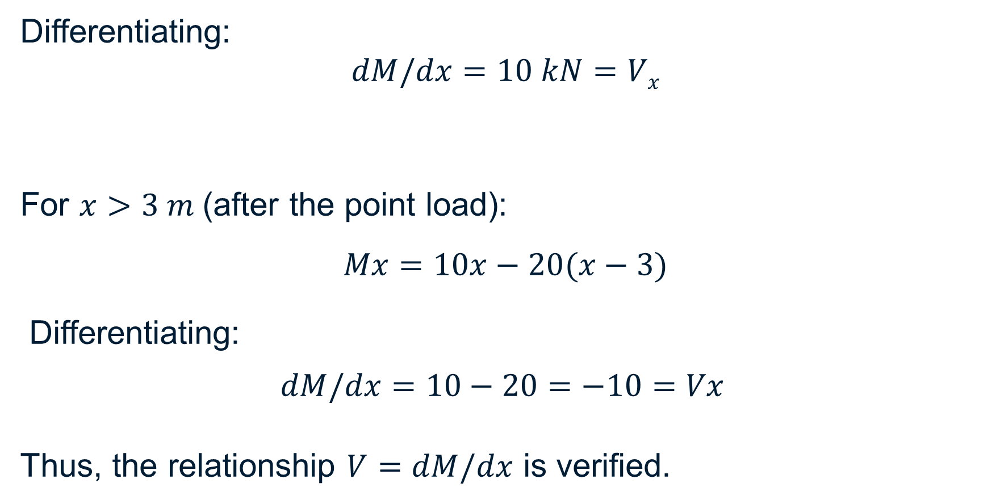 Differentiating:
dM/dx = 10 kN = Vₓ
For x > 3 m (after the point load):
Mx = 10x − 20(x − 3)
Differentiating:
dM/dx = 10 − 20 = −10 = Vx
Thus, the relationship V = dM/dx is verified.